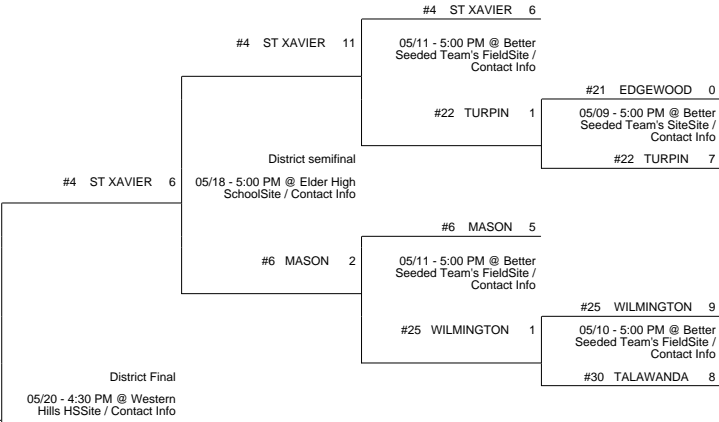 #4 ST XAVIER 6
#4 ST XAVIER 11
05/11 - 5:00 PM @ Better
Seeded Team's FieldSite /
Contact Info
#21 EDGEWOOD 0
#22 TURPIN 1
05/09 - 5:00 PM @ Better
Seeded Team's SiteSite /
Contact Info
District semifinal
#22 TURPIN 7
#4 ST XAVIER 6
05/18 - 5:00 PM @ Elder High
SchoolSite / Contact Info
#6 MASON 5
#6 MASON 2
05/11 - 5:00 PM @ Better
Seeded Team's FieldSite /
Contact Info
#25 WILMINGTON 9
#25 WILMINGTON 1
05/10 - 5:00 PM @ Better
Seeded Team's FieldSite /
Contact Info
District Final
#30 TALAWANDA 8
05/20 - 4:30 PM @ Western
Hills HSSite / Contact Info